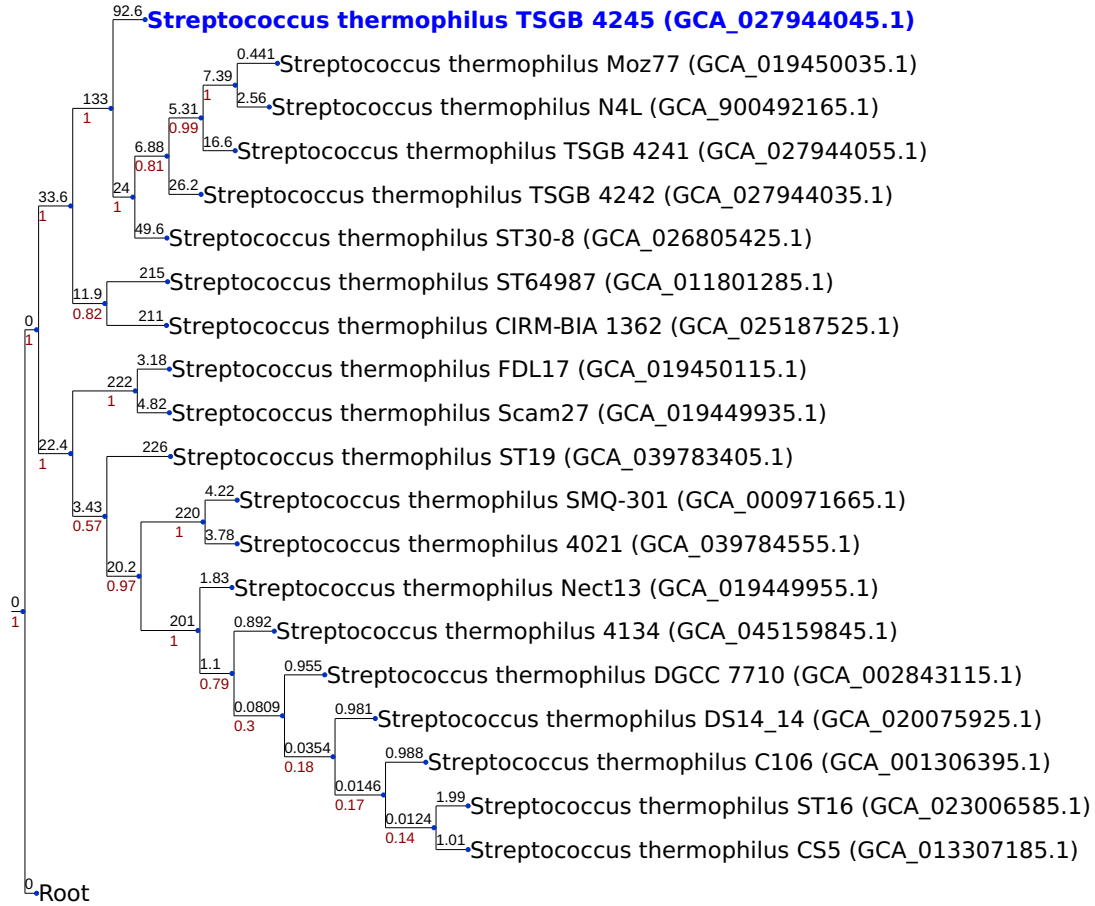 92.6 Streptococcus thermophilus TSGB 4245 (GCA_027944045.1)
0.441 Streptococcus thermophilus Moz77 (GCA_019450035.1)
7.39
1
133
1
2.56 Streptococcus thermophilus N4L (GCA_900492165.1)
5.31
0.99
16.6 Streptococcus thermophilus TSGB 4241 (GCA_027944055.1)
6.88
0.81
24
1
26.2 Streptococcus thermophilus TSGB 4242 (GCA_027944035.1)
33.6
1
49.6 Streptococcus thermophilus ST30-8 (GCA_026805425.1)
215 Streptococcus thermophilus ST64987 (GCA_011801285.1)
11.9
0.82
211 Streptococcus thermophilus CIRM-BIA 1362 (GCA_025187525.1)
0
1
3.18 Streptococcus thermophilus FDL17 (GCA_019450115.1)
222
1
4.82 Streptococcus thermophilus Scam27 (GCA_019449935.1)
22.4
1
226 Streptococcus thermophilus ST19 (GCA_039783405.1)
4.22 Streptococcus thermophilus SMQ-301 (GCA_000971665.1)
3.43
0.57
220
1
3.78 Streptococcus thermophilus 4021 (GCA_039784555.1)
20.2
0.97
1.83 Streptococcus thermophilus Nect13 (GCA_019449955.1)
0
1
201
1
0.892 Streptococcus thermophilus 4134 (GCA_045159845.1)
1.1
0.79
0.955 Streptococcus thermophilus DGCC 7710 (GCA_002843115.1)
0.0809
0.3
0.981 Streptococcus thermophilus DS14_14 (GCA_020075925.1)
0.0354
0.18
0.988 Streptococcus thermophilus C106 (GCA_001306395.1)
0.0146
0.17
1.99 Streptococcus thermophilus ST16 (GCA_023006585.1)
0.0124
0.14
1.01 Streptococcus thermophilus CS5 (GCA_013307185.1)
0 Root